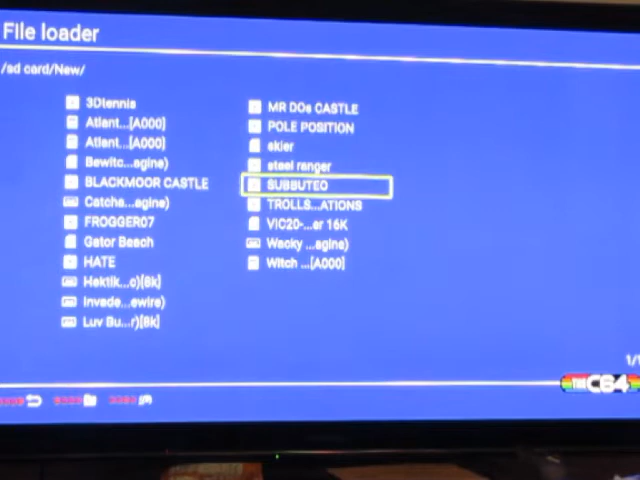 File loader
/sd card/New/
3Dtennis
Atlant...[A000]
Atlant...[A000]
Bewitc...agine)
BLACKMOOR CASTLE
Catcha...agine)
FROGGER07
Gator Beach
HATE
Hektik...c)[8k]
Invade...ewire)
Luv Bu...r)[8k]
MR DOs CASTLE
POLE POSITION
skier
steel ranger
SUBBUTEO
TROLLS...ATIONS
VIC20-...er 16K
Wacky ...agine)
Witch ...[A000]
1/1
THEC64